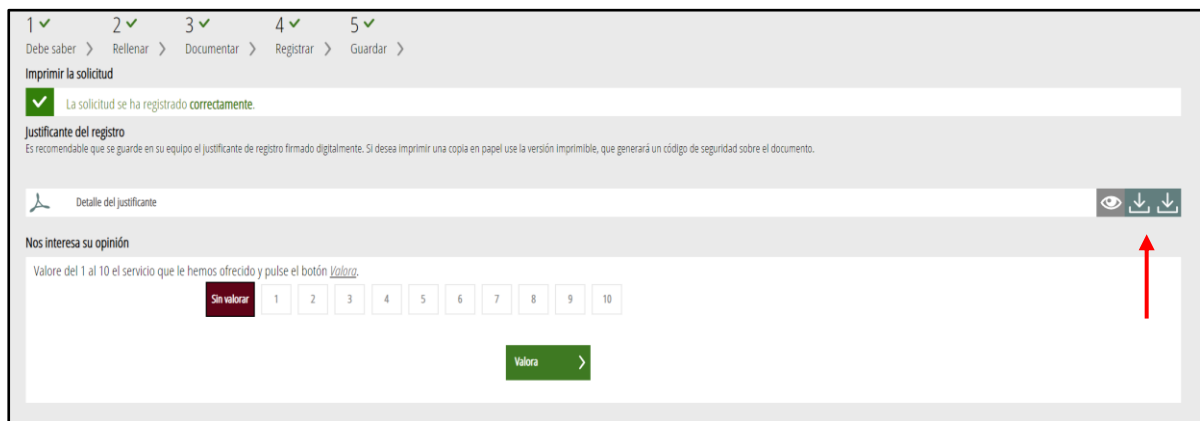 1 2 3 4 5
Debe saber Rellenar Documentar Registrar Guardar
Imprimir la solicitud
La solicitud se ha registrado correctamente.
Justificante del registro
Es recomendable que se guarde en su equipo el justificante de registro firmado digitalmente. Si desea imprimir una copia en papel use la versión imprimible, que generará un código de seguridad sobre el documento.
Detalle del justificante
Nos interesa su opinión
Valore del 1 al 10 el servicio que le hemos ofrecido y pulse el botón Valora.
Sin valorar 1 2 3 4 5 6 7 8 9 10
Valora